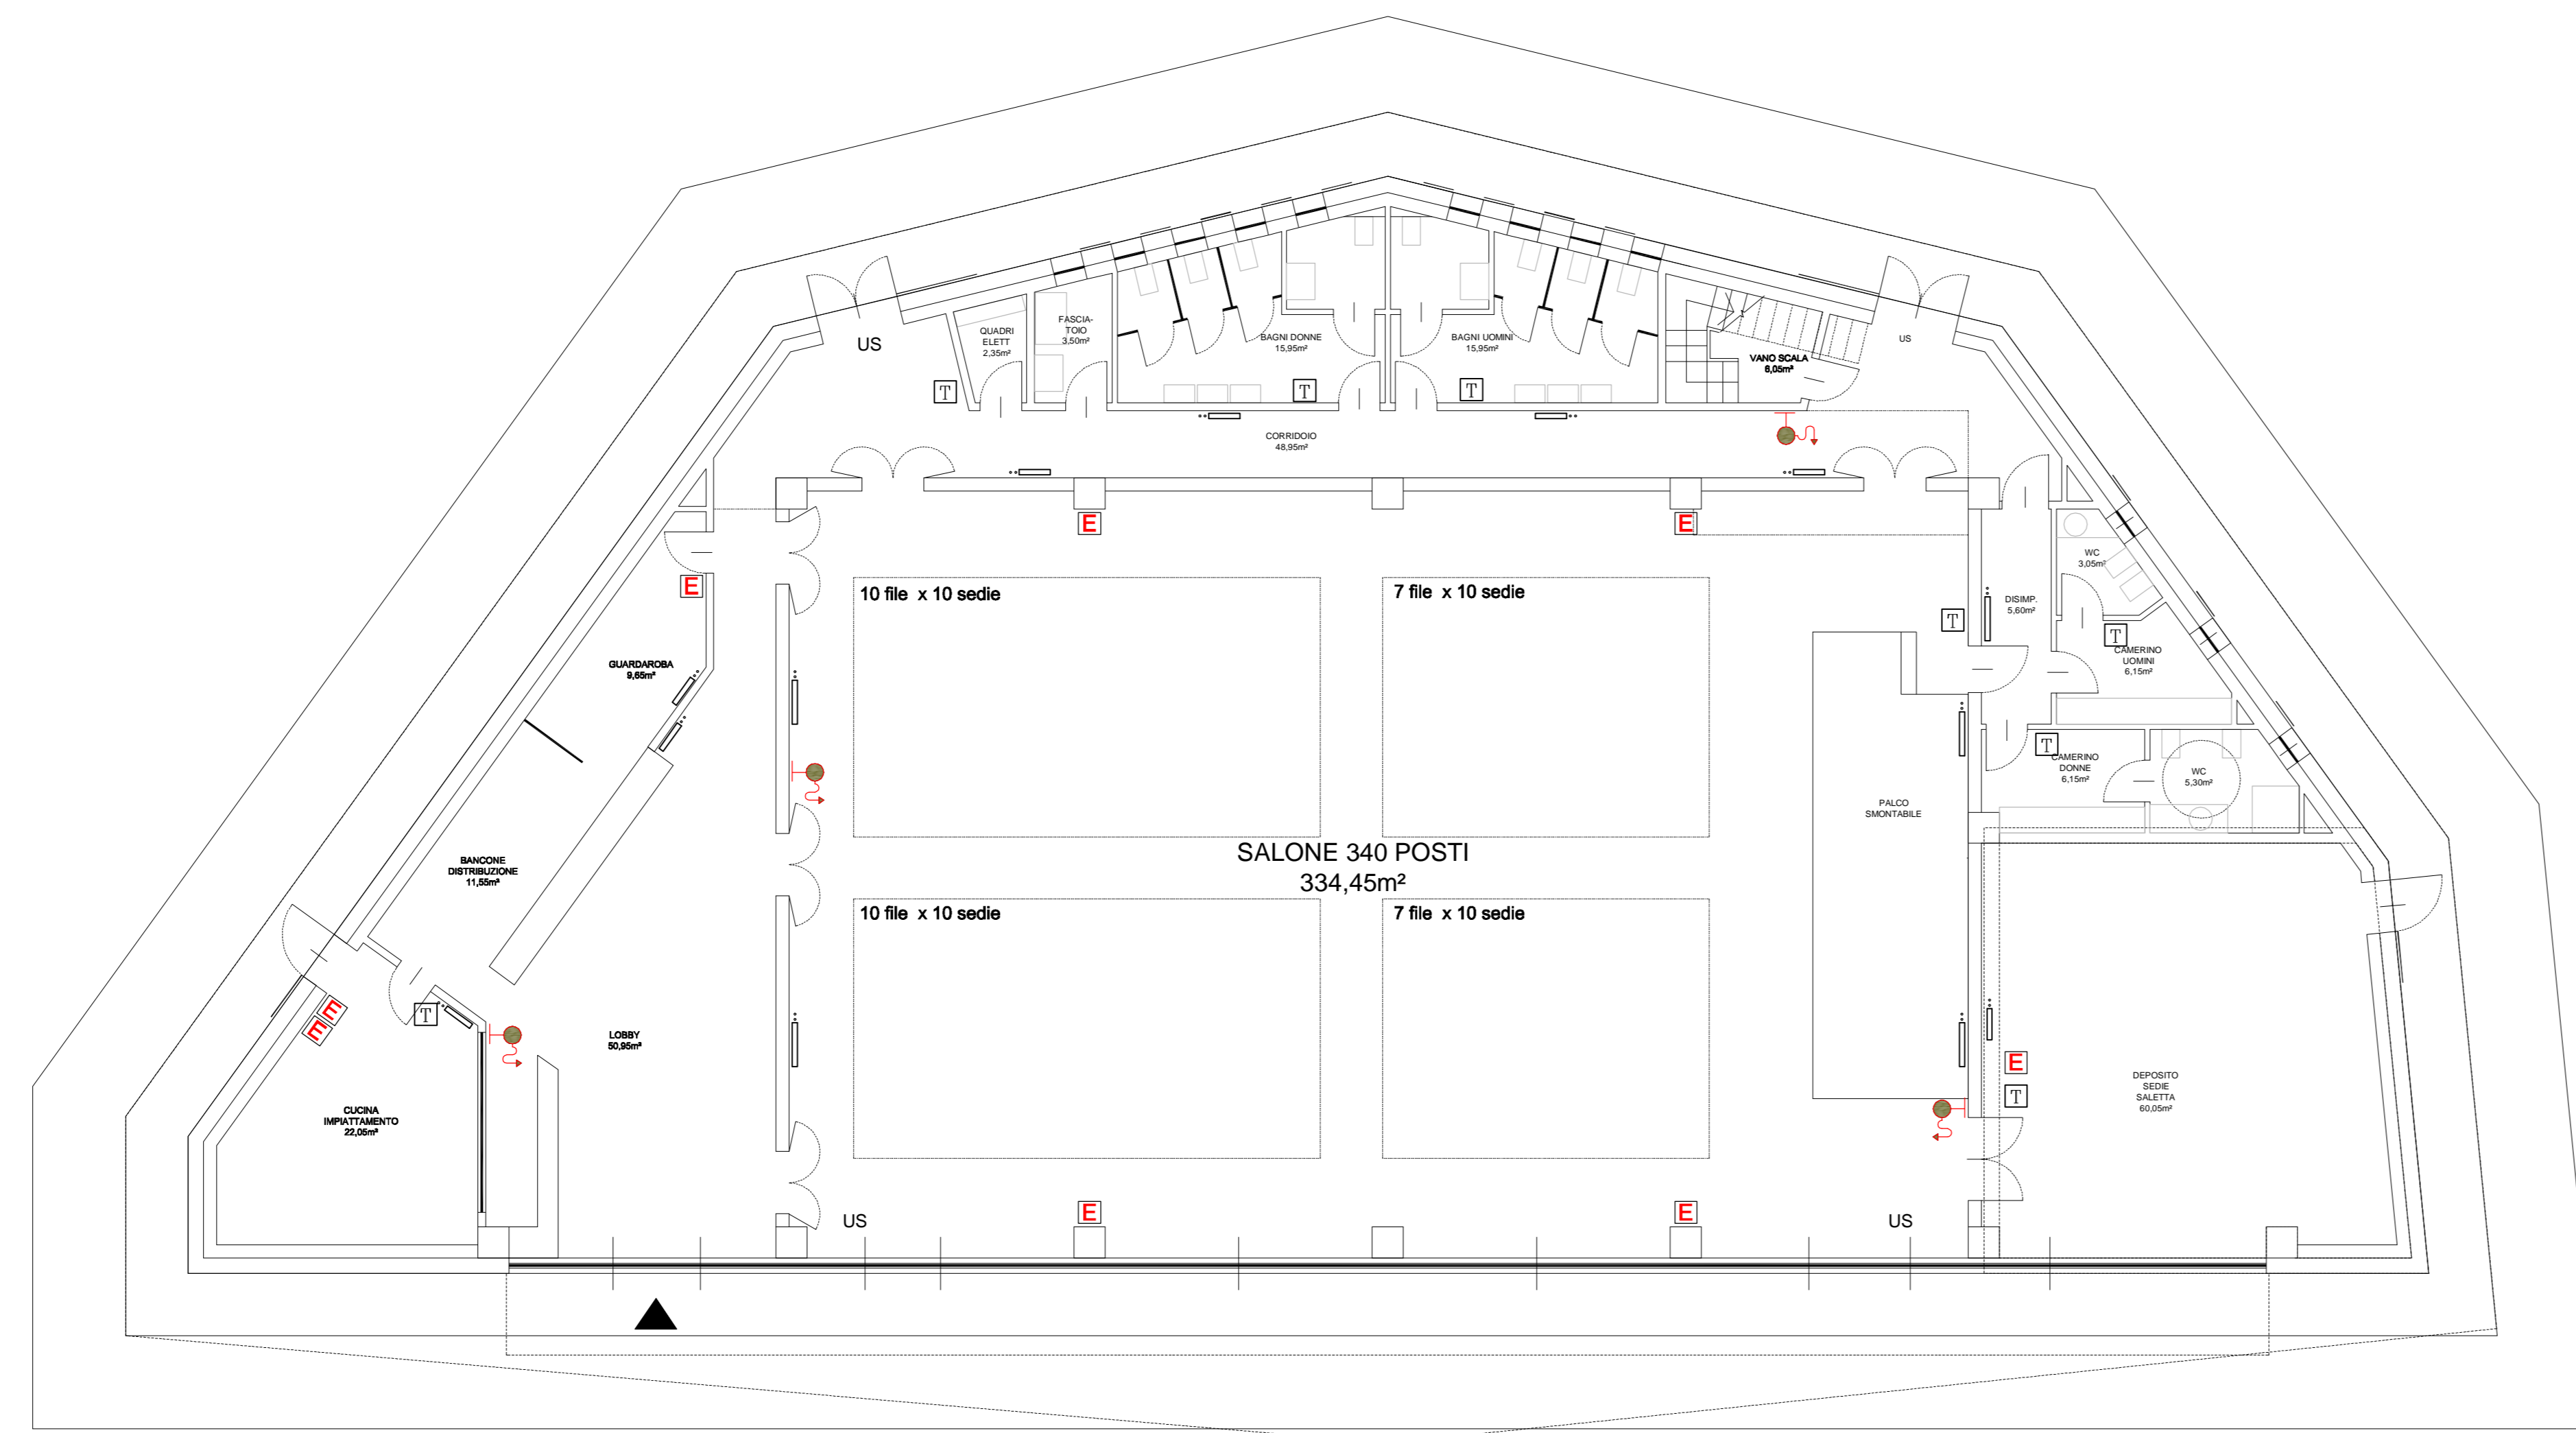 US
QUADRI
ELETT
2,35m²
FASCIA-
TOIO
3,50m²
BAGNI DONNE
15,95m²
BAGNI UOMINI
15,95m²
VANO SCALA
6,05m²
US
T
T
T
CORRIDOIO
48,95m²
E
E
E
10 file x 10 sedie
7 file x 10 sedie
WC
3,05m²
DISIMP.
5,60m²
T
T
CAMERINO
UOMINI
6,15m²
GUARDAROBA
9,65m²
T
CAMERINO
DONNE
6,15m²
WC
5,30m²
PALCO
SMONTABILE
SALONE 340 POSTI
334,45m²
BANCONE
DISTRIBUZIONE
11,55m²
10 file x 10 sedie
7 file x 10 sedie
E
E
T
LOBBY
50,95m²
E
T
DEPOSITO
SEDIE
SALETTA
60,05m²
CUCINA
IMPIATTAMENTO
22,05m²
US
E
E
US